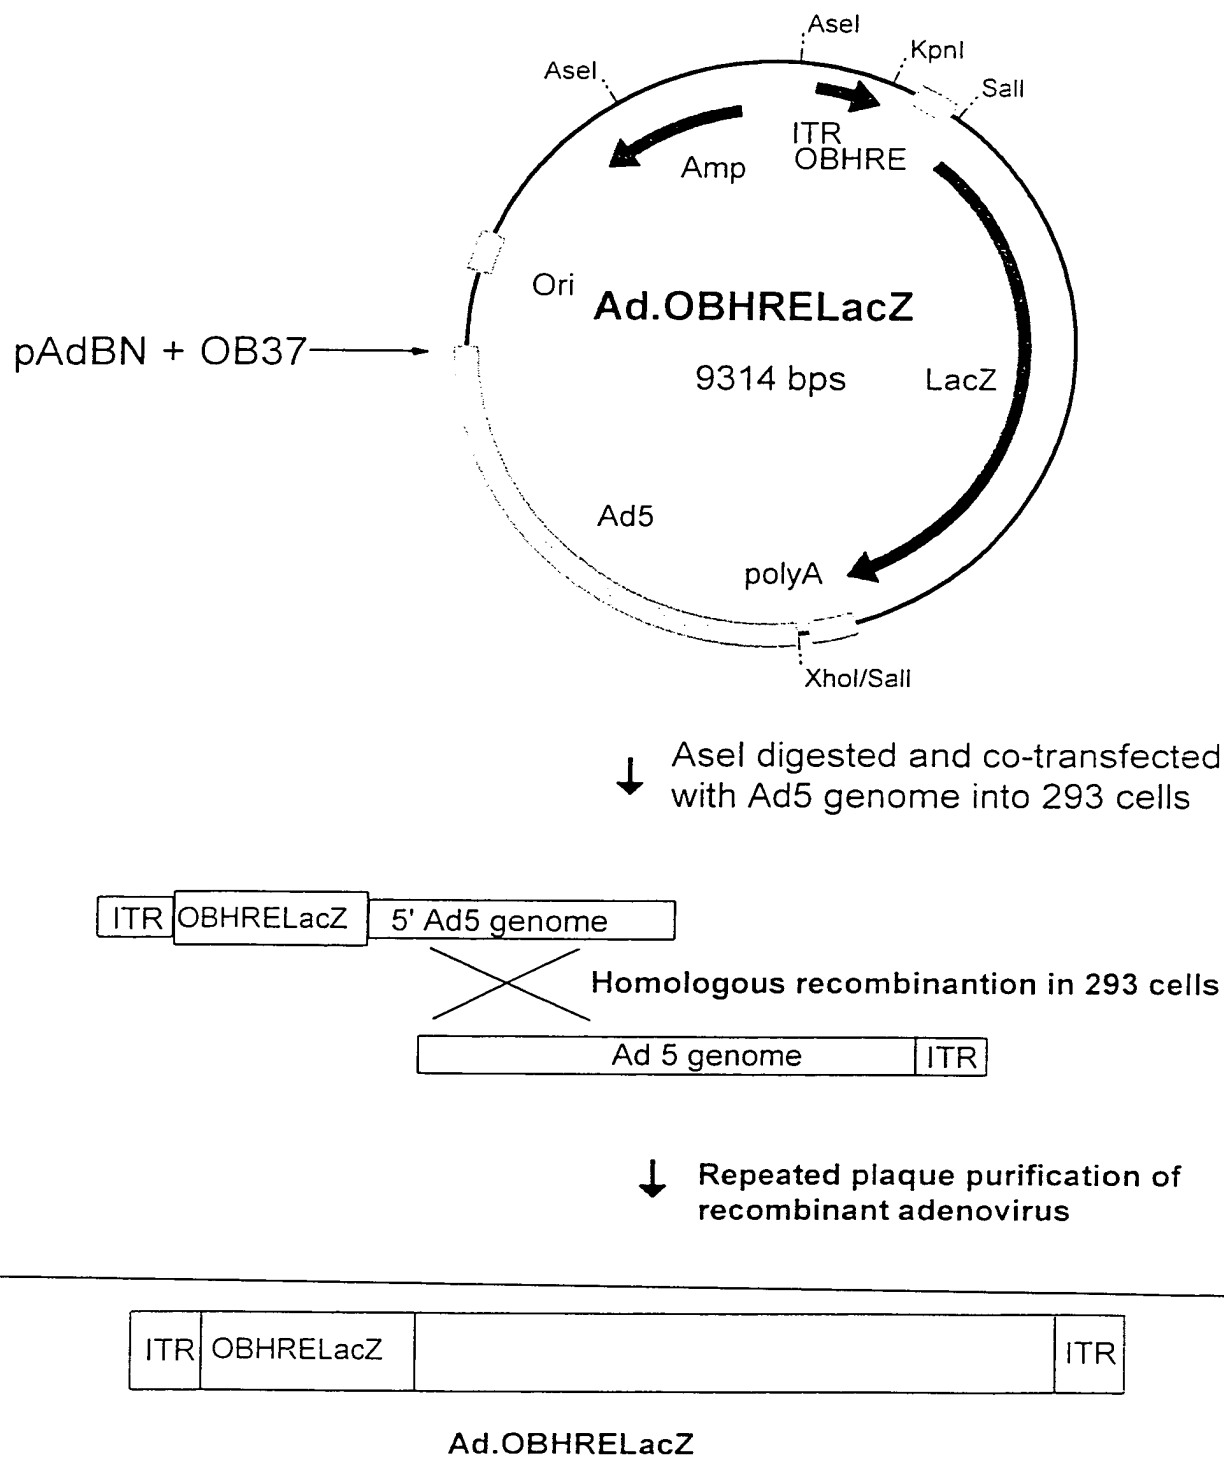 AseI
AseI
KpnI
SalI
ITR
OBHRE
Amp
Ori
Ad.OBHRELacZ
pAdBN + OB37
9314 bps
LacZ
Ad5
polyA
XhoI/SalI
AseI digested and co-transfected
with Ad5 genome into 293 cells
ITR OBHRELacZ 5' Ad5 genome
Homologous recombinantion in 293 cells
Ad 5 genome ITR
Repeated plaque purification of
recombinant adenovirus
ITR OBHRELacZ ITR
Ad.OBHRELacZ